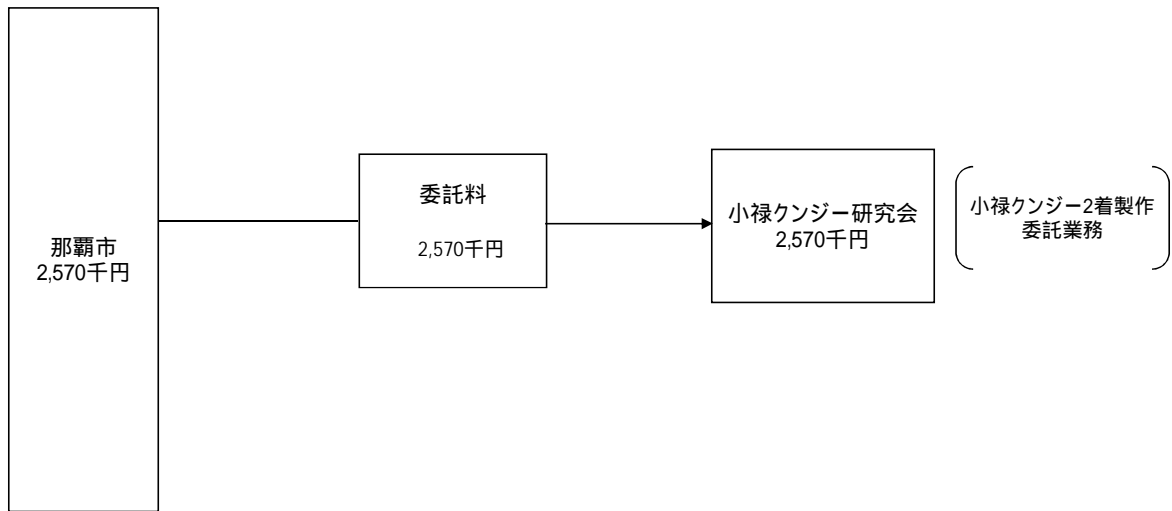 那覇市
2,570千円
委託料
2,570千円
小禄クンジー研究会
2,570千円
小禄クンジー2着製作
委託業務